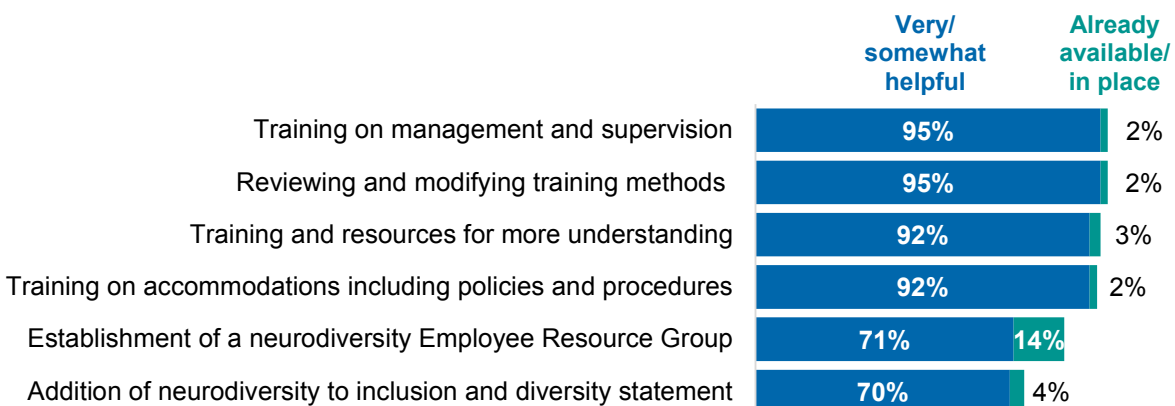 Very/
somewhat
helpful
Already
available/
in place
Training on management and supervision 95% 2%
Reviewing and modifying training methods 95% 2%
Training and resources for more understanding 92% 3%
Training on accommodations including policies and procedures 92% 2%
Establishment of a neurodiversity Employee Resource Group 71% 14%
Addition of neurodiversity to inclusion and diversity statement 70% 4%